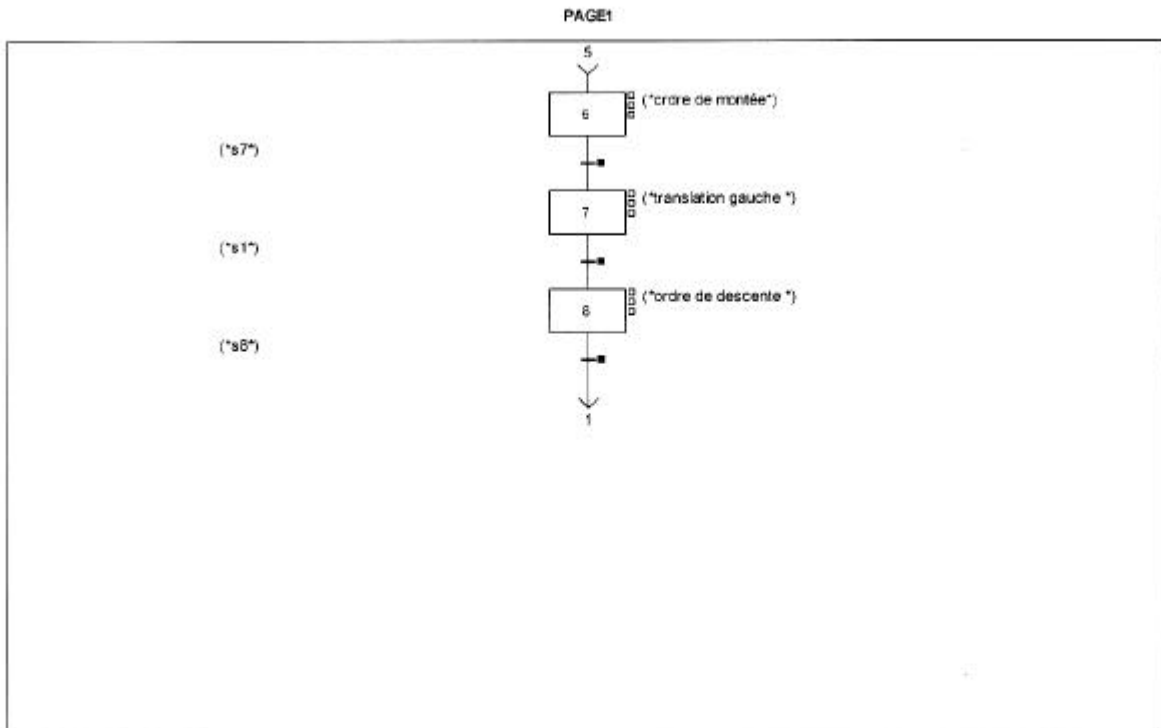 PAGE1
5
6
(*ordre de montée*)
(*s7*)
7
(*translation gauche *)
(*s1*)
8
(*ordre de descente *)
(*s8*)
1